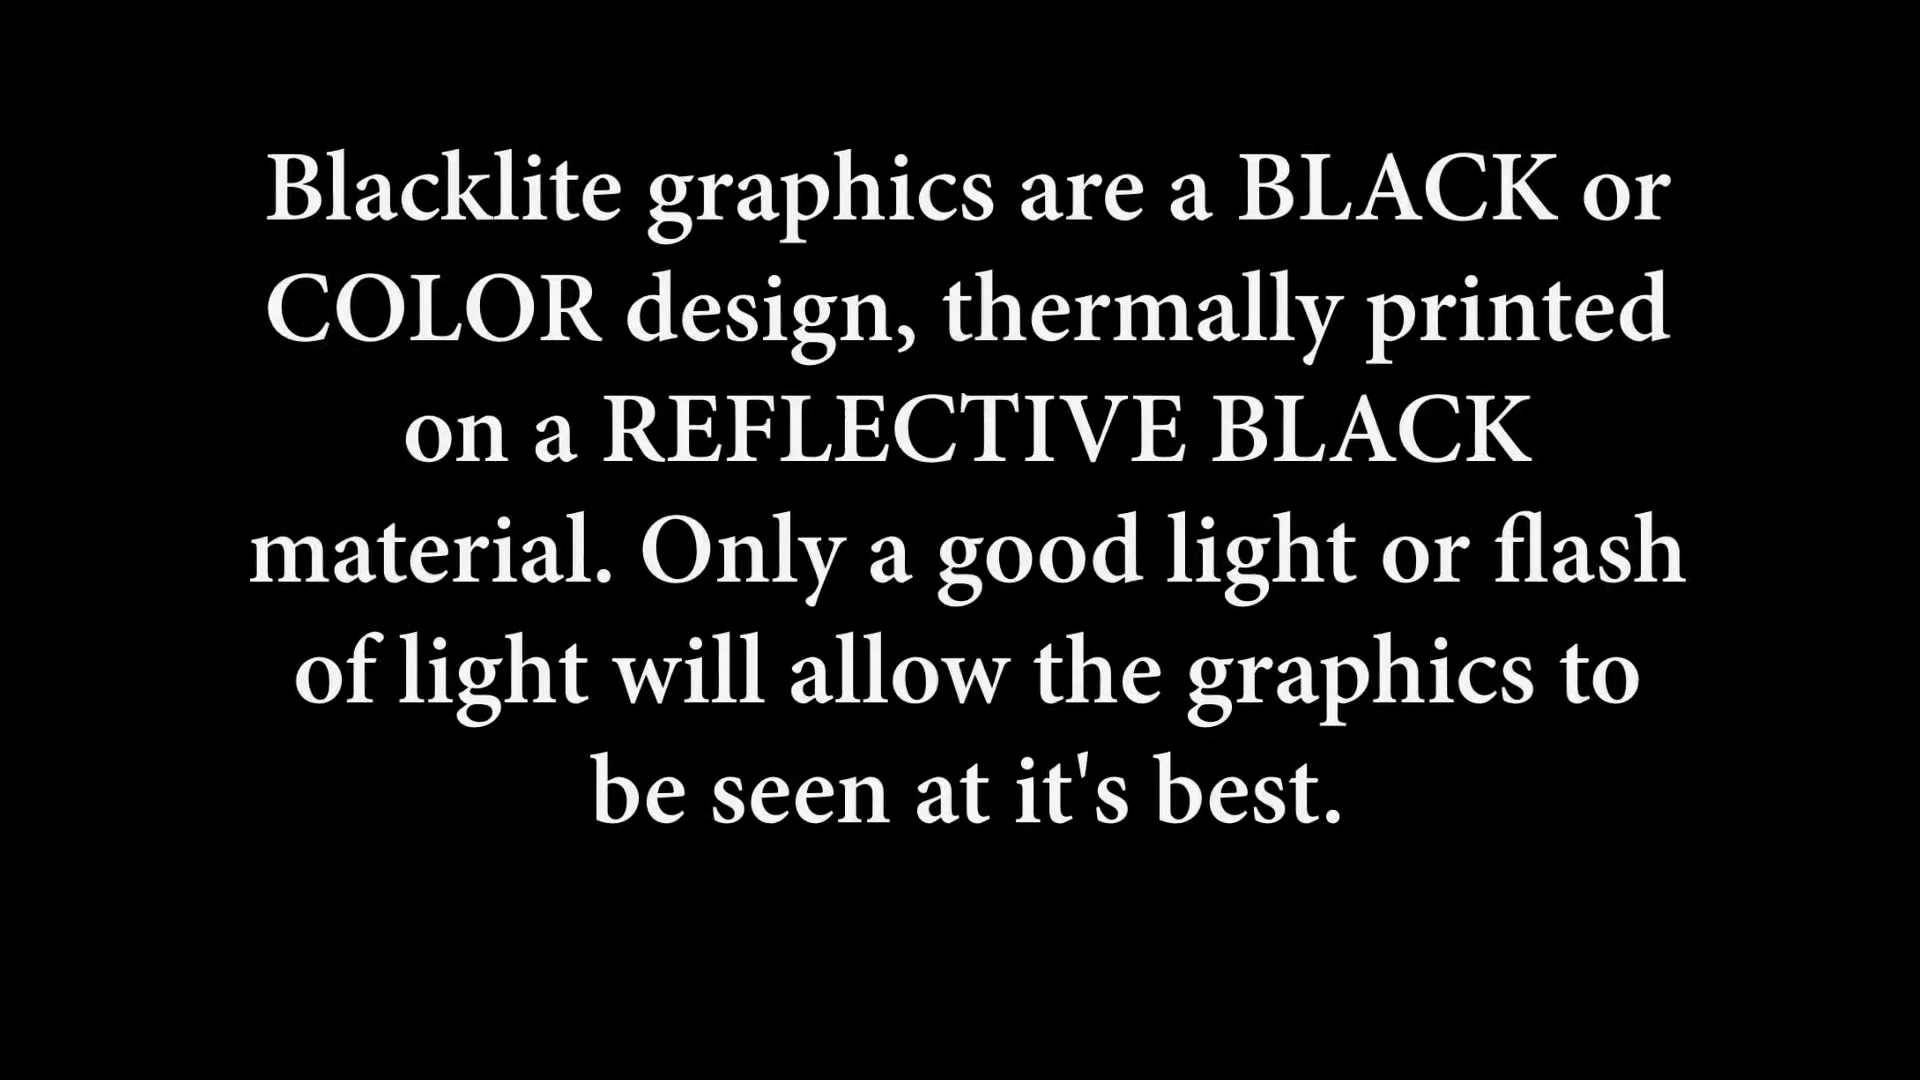 Blacklite graphics are a BLACK or
COLOR design, thermally printed
on a REFLECTIVE BLACK
material. Only a good light or flash
of light will allow the graphics to
be seen at it's best.